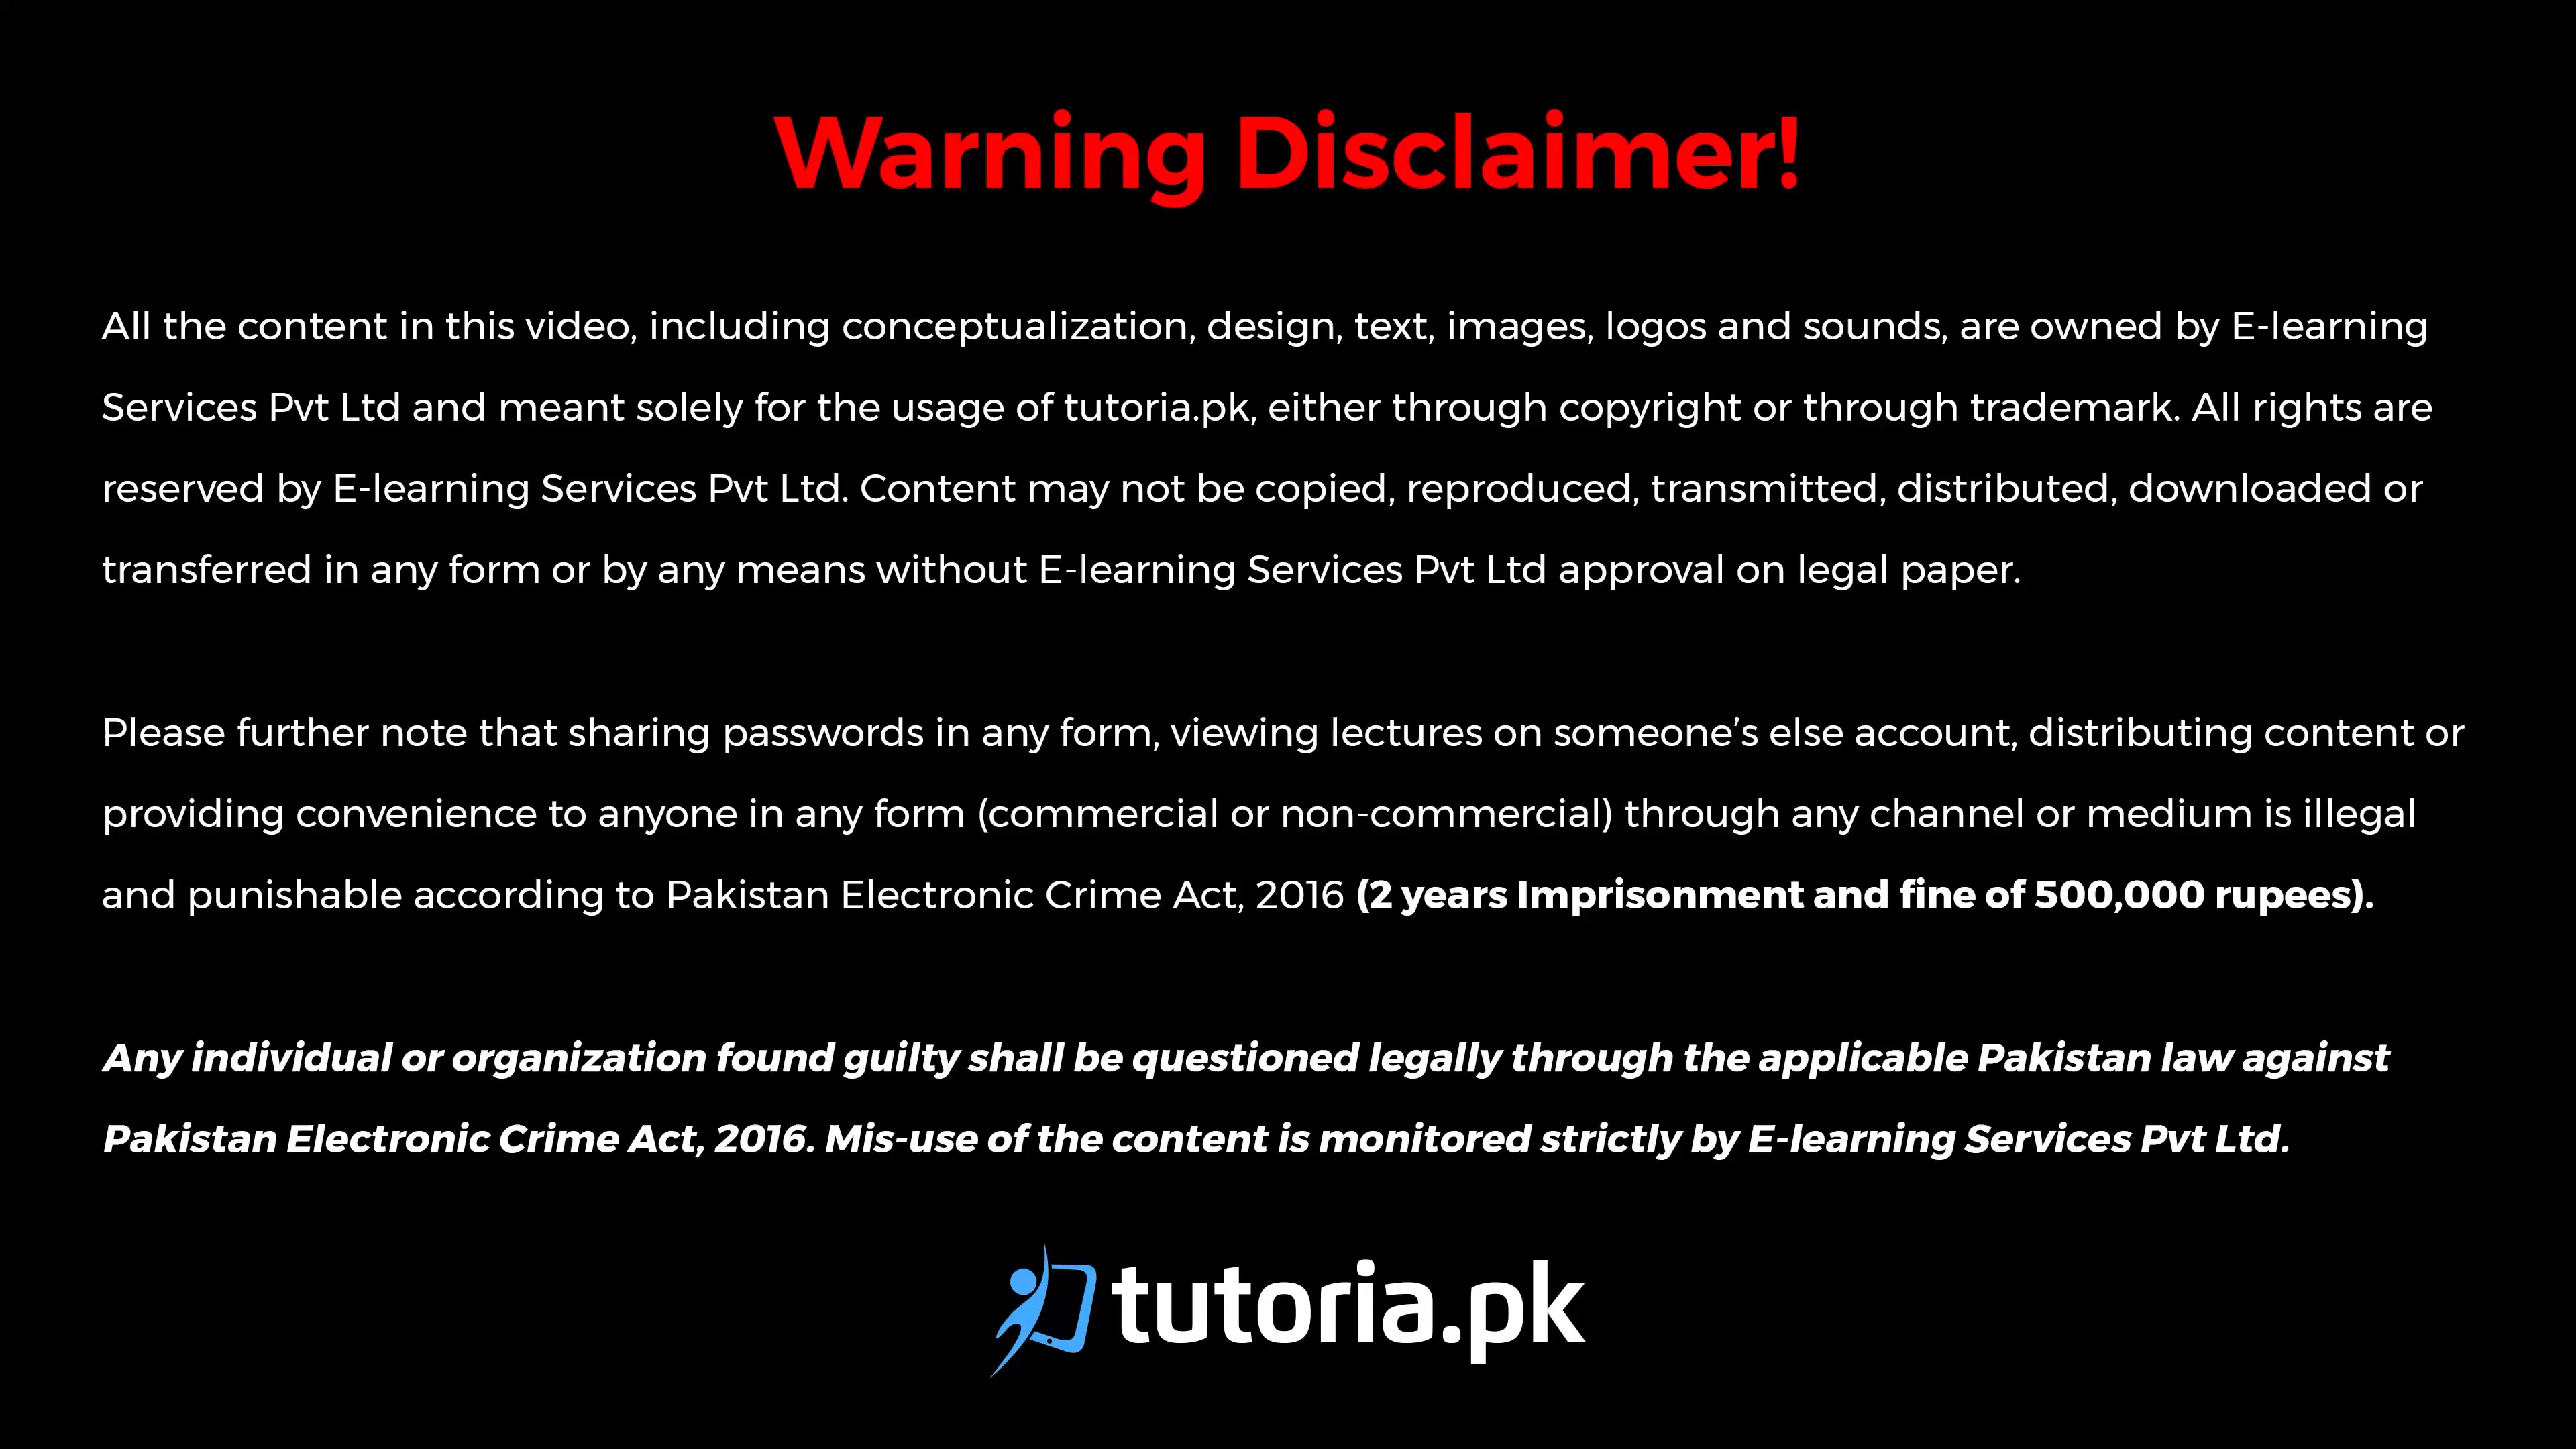 Warning Disclaimer!
All the content in this video, including conceptualization, design, text, images, logos and sounds, are owned by E-learning
Services Pvt Ltd and meant solely for the usage of tutoria.pk, either through copyright or through trademark. All rights are
reserved by E-learning Services Pvt Ltd. Content may not be copied, reproduced, transmitted, distributed, downloaded or
transferred in any form or by any means without E-learning Services Pvt Ltd approval on legal paper.
Please further note that sharing passwords in any form, viewing lectures on someone’s else account, distributing content or
providing convenience to anyone in any form (commercial or non-commercial) through any channel or medium is illegal
and punishable according to Pakistan Electronic Crime Act, 2016 (2 years Imprisonment and fine of 500,000 rupees).
Any individual or organization found guilty shall be questioned legally through the applicable Pakistan law against
Pakistan Electronic Crime Act, 2016. Mis-use of the content is monitored strictly by E-learning Services Pvt Ltd.
tutoria.pk